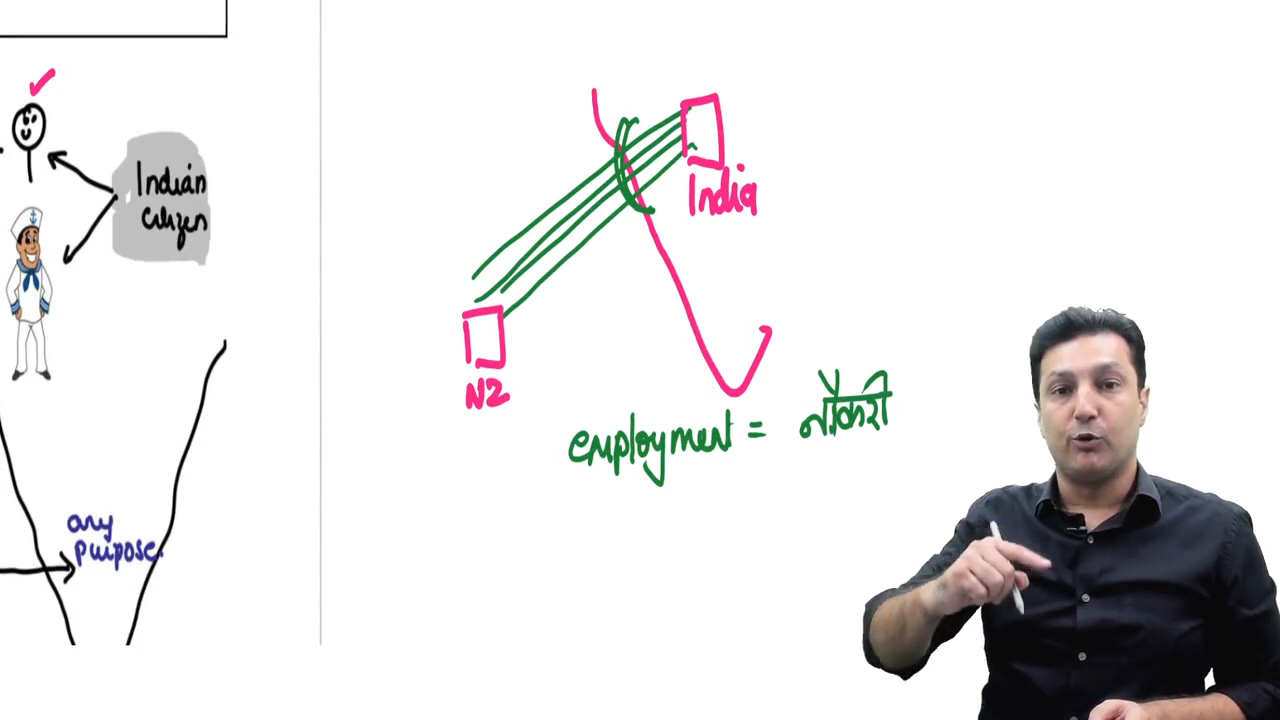 Indian
citizen
India
NZ
employment = नौकरी
any
purpose